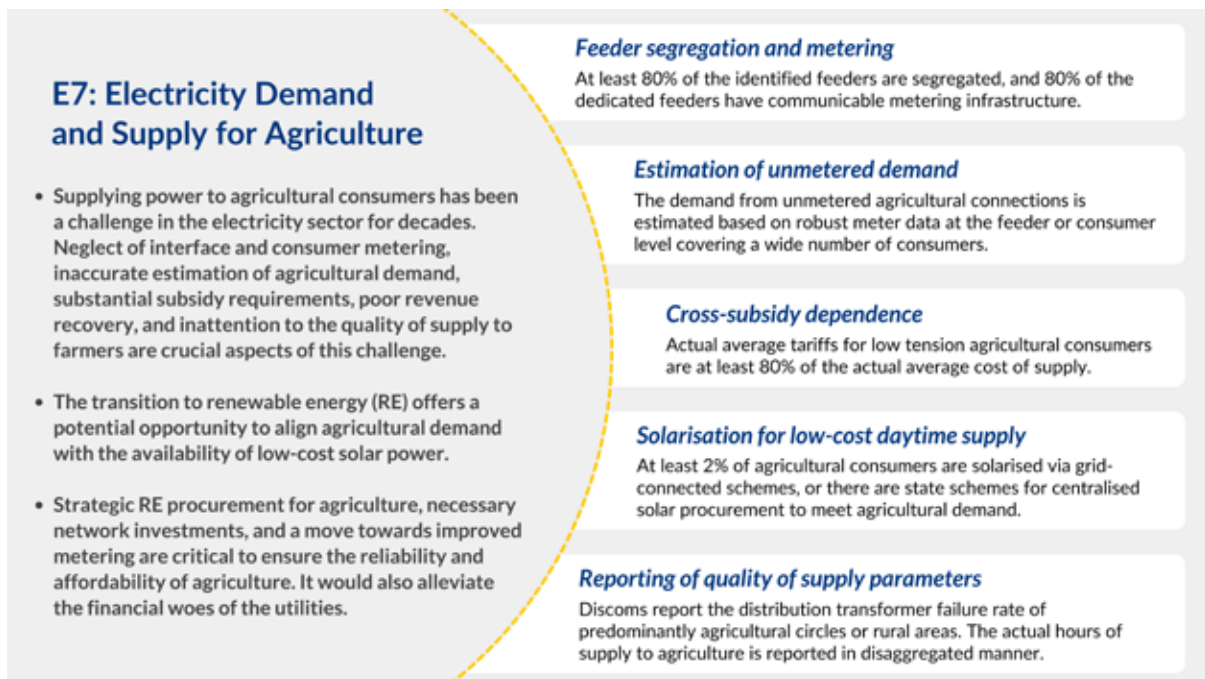 E7: Electricity Demand
and Supply for Agriculture
• Supplying power to agricultural consumers has been
a challenge in the electricity sector for decades.
Neglect of interface and consumer metering,
inaccurate estimation of agricultural demand,
substantial subsidy requirements, poor revenue
recovery, and inattention to the quality of supply to
farmers are crucial aspects of this challenge.
• The transition to renewable energy (RE) offers a
potential opportunity to align agricultural demand
with the availability of low-cost solar power.
• Strategic RE procurement for agriculture, necessary
network investments, and a move towards improved
metering are critical to ensure the reliability and
affordability of agriculture. It would also alleviate
the financial woes of the utilities.
Feeder segregation and metering
At least 80% of the identified feeders are segregated, and 80% of the
dedicated feeders have communicable metering infrastructure.
Estimation of unmetered demand
The demand from unmetered agricultural connections is
estimated based on robust meter data at the feeder or consumer
level covering a wide number of consumers.
Cross-subsidy dependence
Actual average tariffs for low tension agricultural consumers
are at least 80% of the actual average cost of supply.
Solarisation for low-cost daytime supply
At least 2% of agricultural consumers are solarised via grid-
connected schemes, or there are state schemes for centralised
solar procurement to meet agricultural demand.
Reporting of quality of supply parameters
Discoms report the distribution transformer failure rate of
predominantly agricultural circles or rural areas. The actual hours of
supply to agriculture is reported in disaggregated manner.